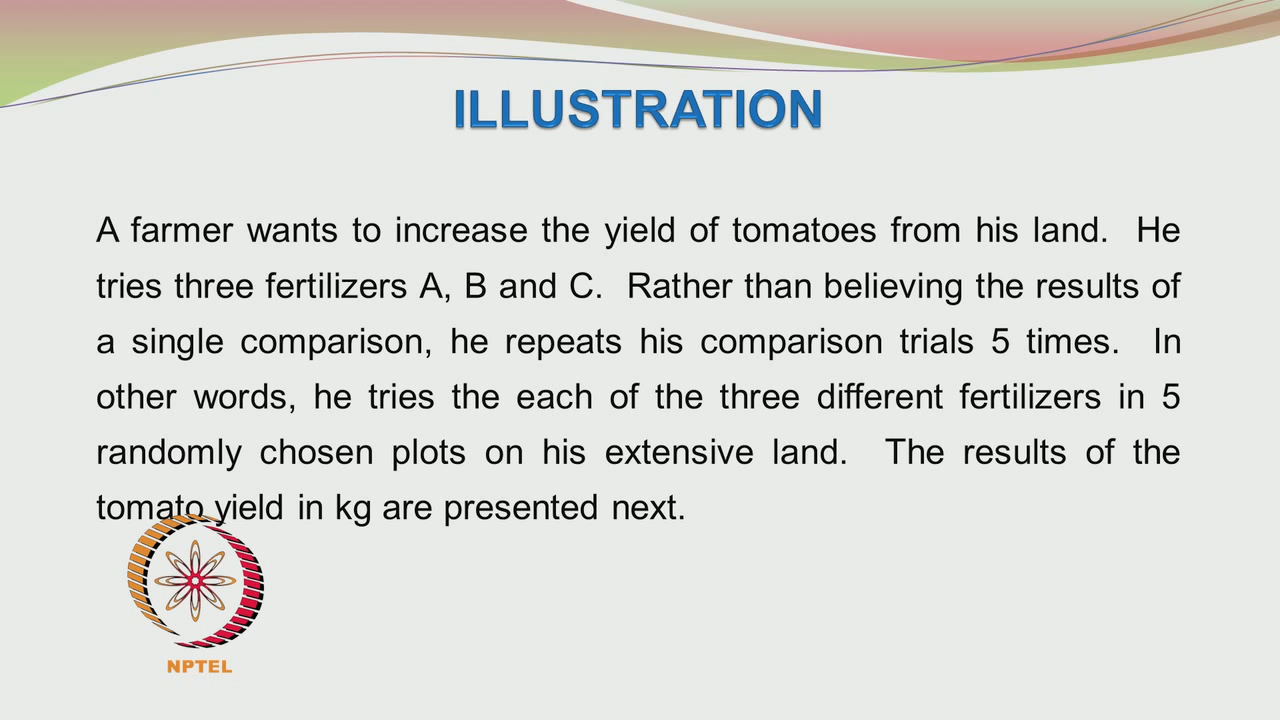 ILLUSTRATION
A farmer wants to increase the yield of tomatoes from his land. He
tries three fertilizers A, B and C. Rather than believing the results of
a single comparison, he repeats his comparison trials 5 times. In
other words, he tries the each of the three different fertilizers in 5
randomly chosen plots on his extensive land. The results of the
tomato yield in kg are presented next.
NPTEL